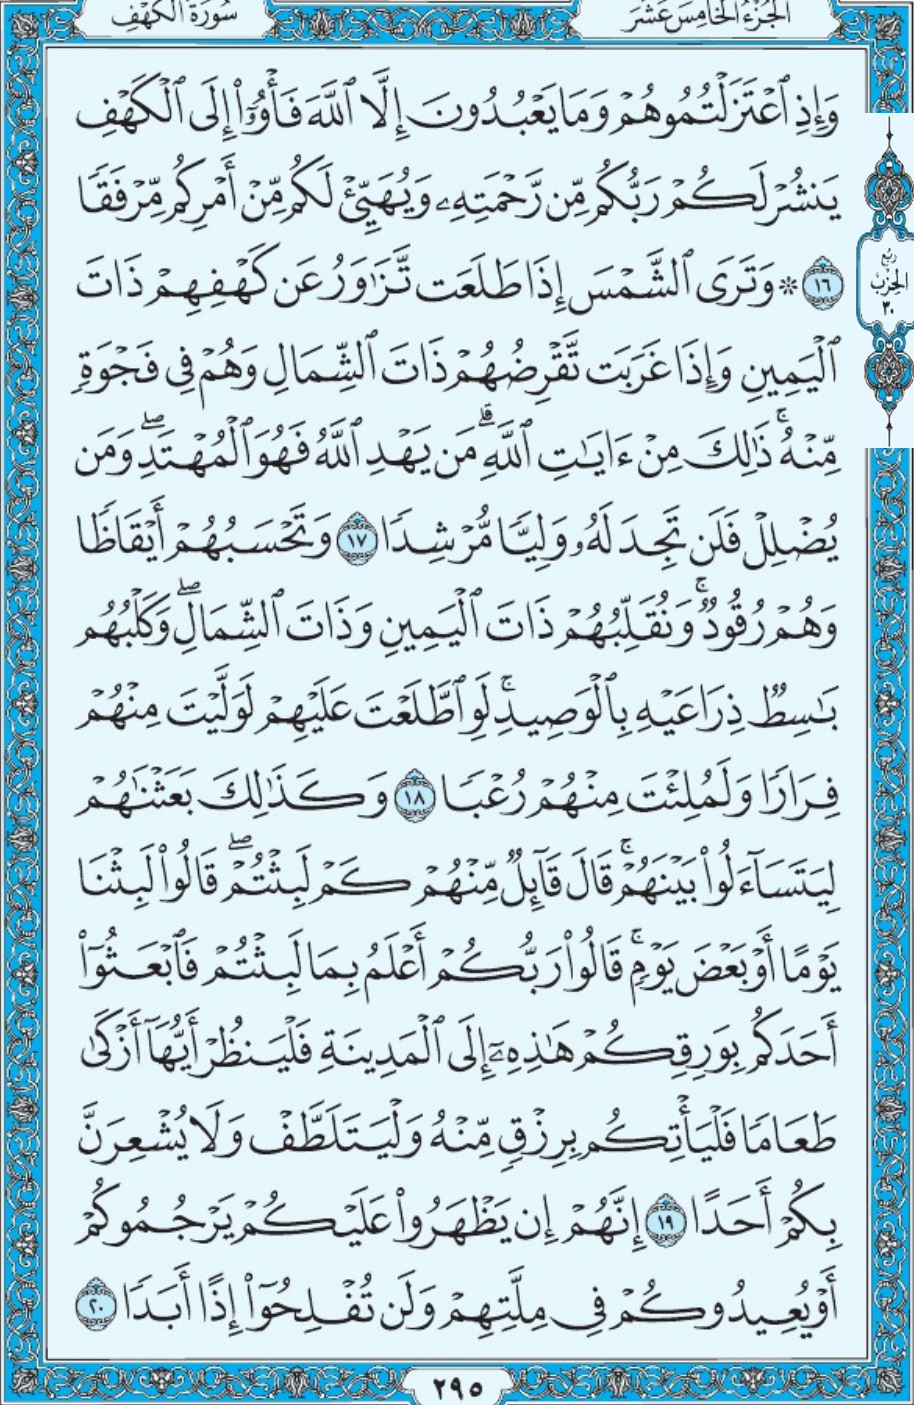 الجزء الخامس عشر
سورة الكهف
وَإِذِ ٱعْتَزَلْتُمُوهُمْ وَمَا يَعْبُدُونَ إِلَّا ٱللَّهَ فَأْوُۥٓا۟ إِلَى ٱلْكَهْفِ
يَنشُرْ لَكُمْ رَبُّكُم مِّن رَّحْمَتِهِۦ وَيُهَيِّئْ لَكُم مِّنْ أَمْرِكُم مِّرْفَقًا
١٦ ۞ وَتَرَى ٱلشَّمْسَ إِذَا طَلَعَت تَّزَٰوَرُ عَن كَهْفِهِمْ ذَاتَ
ربع
الحزب
٣٠
ٱلْيَمِينِ وَإِذَا غَرَبَت تَّقْرِضُهُمْ ذَاتَ ٱلشِّمَالِ وَهُمْ فِى فَجْوَةٍ
مِّنْهُ ۚ ذَٰلِكَ مِنْ ءَايَٰتِ ٱللَّهِ ۗ مَن يَهْدِ ٱللَّهُ فَهُوَ ٱلْمُهْتَدِ ۖ وَمَن
يُضْلِلْ فَلَن تَجِدَ لَهُۥ وَلِيًّا مُّرْشِدًا ١٧ وَتَحْسَبُهُمْ أَيْقَاظًا
وَهُمْ رُقُودٌ ۚ وَنُقَلِّبُهُمْ ذَاتَ ٱلْيَمِينِ وَذَاتَ ٱلشِّمَالِ ۖ وَكَلْبُهُم
بَٰسِطٌ ذِرَاعَيْهِ بِٱلْوَصِيدِ ۚ لَوِ ٱطَّلَعْتَ عَلَيْهِمْ لَوَلَّيْتَ مِنْهُمْ
فِرَارًا وَلَمُلِئْتَ مِنْهُمْ رُعْبًا ١٨ وَكَذَٰلِكَ بَعَثْنَٰهُمْ
لِيَتَسَآءَلُوا۟ بَيْنَهُمْ ۚ قَالَ قَآئِلٌ مِّنْهُمْ كَمْ لَبِثْتُمْ ۖ قَالُوا۟ لَبِثْنَا
يَوْمًا أَوْ بَعْضَ يَوْمٍ ۚ قَالُوا۟ رَبُّكُمْ أَعْلَمُ بِمَا لَبِثْتُمْ فَٱبْعَثُوٓا۟
أَحَدَكُم بِوَرِقِكُمْ هَٰذِهِۦٓ إِلَى ٱلْمَدِينَةِ فَلْيَنظُرْ أَيُّهَآ أَزْكَىٰ
طَعَامًا فَلْيَأْتِكُم بِرِزْقٍ مِّنْهُ وَلْيَتَلَطَّفْ وَلَا يُشْعِرَنَّ
بِكُمْ أَحَدًا ١٩ إِنَّهُمْ إِن يَظْهَرُوا۟ عَلَيْكُمْ يَرْجُمُوكُمْ
أَوْ يُعِيدُوكُمْ فِى مِلَّتِهِمْ وَلَن تُفْلِحُوٓا۟ إِذًا أَبَدًا ٢٠
٢٩٥